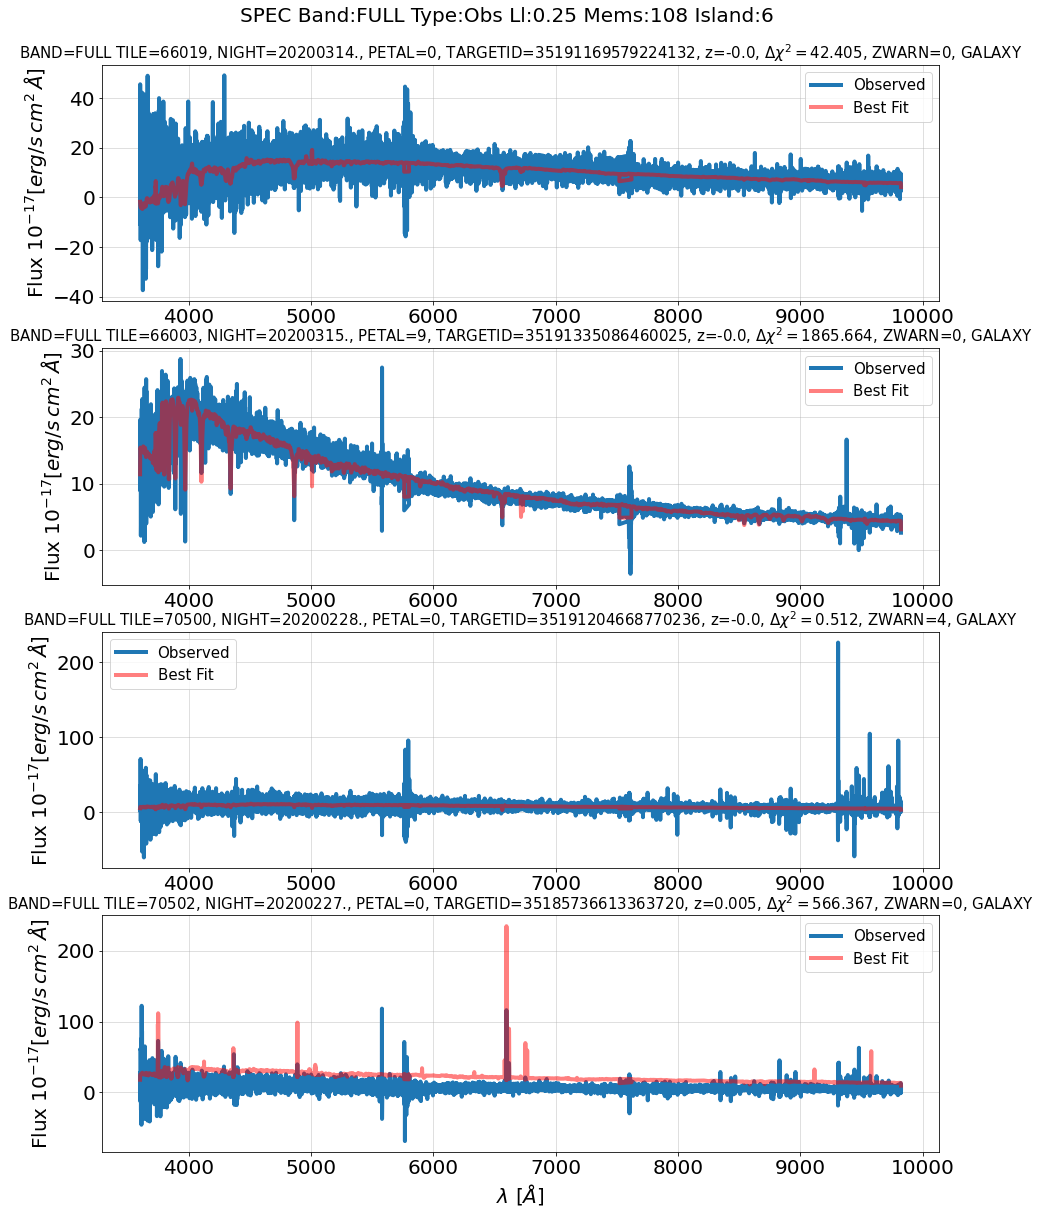 SPEC Band:FULL Type:Obs Ll:0.25 Mems:108 Island:6
BAND=FULL TILE=66019, NIGHT=20200314., PETAL=0, TARGETID=35191169579224132, z=-0.0, Δχ² = 42.405, ZWARN=0, GALAXY
Flux 10⁻¹⁷[erg/s cm² Å]
40
20
0
−20
−40
Observed
Best Fit
4000 5000 6000 7000 8000 9000 10000
BAND=FULL TILE=66003, NIGHT=20200315., PETAL=9, TARGETID=35191335086460025, z=-0.0, Δχ² = 1865.664, ZWARN=0, GALAXY
Flux 10⁻¹⁷[erg/s cm² Å]
30
20
10
0
Observed
Best Fit
4000 5000 6000 7000 8000 9000 10000
BAND=FULL TILE=70500, NIGHT=20200228., PETAL=0, TARGETID=35191204668770236, z=-0.0, Δχ² = 0.512, ZWARN=4, GALAXY
Flux 10⁻¹⁷[erg/s cm² Å]
200
100
0
Observed
Best Fit
4000 5000 6000 7000 8000 9000 10000
BAND=FULL TILE=70502, NIGHT=20200227., PETAL=0, TARGETID=35185736613363720, z=0.005, Δχ² = 566.367, ZWARN=0, GALAXY
Flux 10⁻¹⁷[erg/s cm² Å]
200
100
0
Observed
Best Fit
4000 5000 6000 7000 8000 9000 10000
λ [Å]